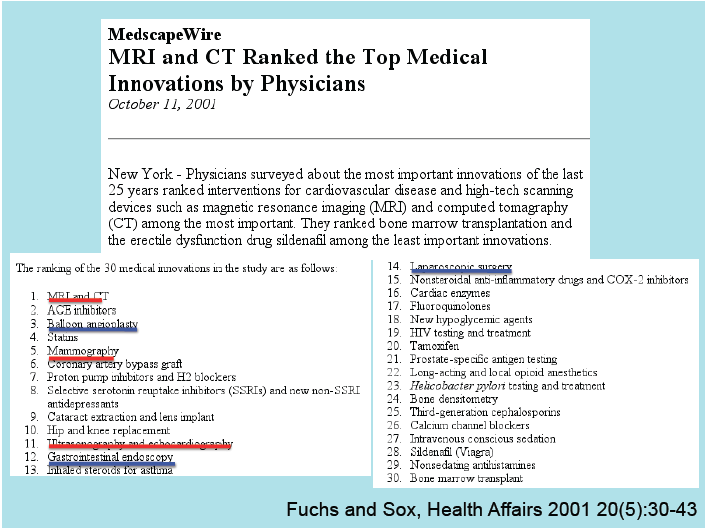 MedscapeWire
MRI and CT Ranked the Top Medical
Innovations by Physicians
October 11, 2001
New York - Physicians surveyed about the most important innovations of the last
25 years ranked interventions for cardiovascular disease and high-tech scanning
devices such as magnetic resonance imaging (MRI) and computed tomography
(CT) among the most important. They ranked bone marrow transplantation and
the erectile dysfunction drug sildenafil among the least important innovations.
The ranking of the 30 medical innovations in the study are as follows:
1. MRI and CT
2. ACE inhibitors
3. Balloon angioplasty
4. Statins
5. Mammography
6. Coronary artery bypass graft
7. Proton pump inhibitors and H2 blockers
8. Selective serotonin reuptake inhibitors (SSRIs) and new non-SSRI
antidepressants
9. Cataract extraction and lens implant
10. Hip and knee replacement
11. Ultrasonography and echocardiography
12. Gastrointestinal endoscopy
13. Inhaled steroids for asthma
14. Laparoscopic surgery
15. Nonsteroidal anti-inflammatory drugs and COX-2 inhibitors
16. Cardiac enzymes
17. Fluoroquinolones
18. New hypoglycemic agents
19. HIV testing and treatment
20. Tamoxifen
21. Prostate-specific antigen testing
22. Long-acting and local opioid anesthetics
23. Helicobacter pylori testing and treatment
24. Bone densitometry
25. Third-generation cephalosporins
26. Calcium channel blockers
27. Intravenous conscious sedation
28. Sildenafil (Viagra)
29. Nonsedating antihistamines
30. Bone marrow transplant
Fuchs and Sox, Health Affairs 2001 20(5):30-43